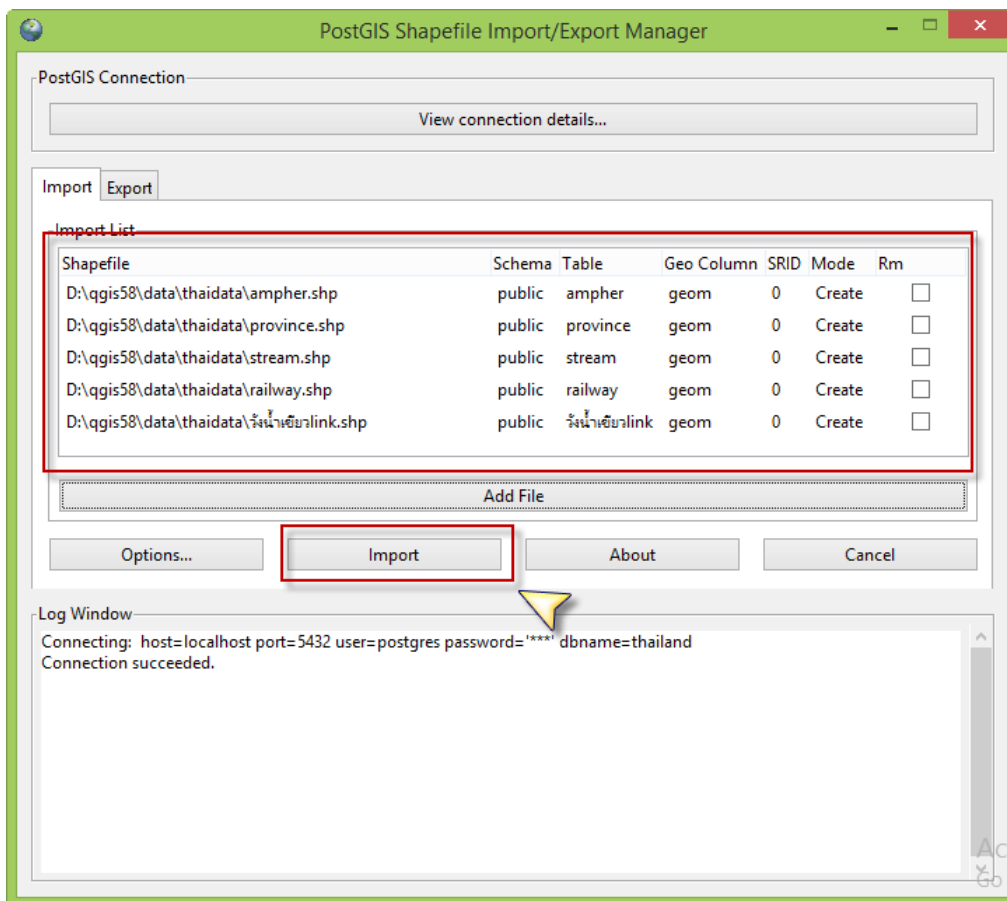 PostGIS Shapefile Import/Export Manager
PostGIS Connection
View connection details...
Import Export
Import List
Shapefile Schema Table Geo Column SRID Mode Rm
D:\qgis58\data\thaidata\ampher.shp public ampher geom 0 Create
D:\qgis58\data\thaidata\province.shp public province geom 0 Create
D:\qgis58\data\thaidata\stream.shp public stream geom 0 Create
D:\qgis58\data\thaidata\railway.shp public railway geom 0 Create
D:\qgis58\data\thaidata\วังน้ำเขียวlink.shp public วังน้ำเขียวlink geom 0 Create
Add File
Options... Import About Cancel
Log Window
Connecting: host=localhost port=5432 user=postgres password='***' dbname=thailand
Connection succeeded.
Ac
Go